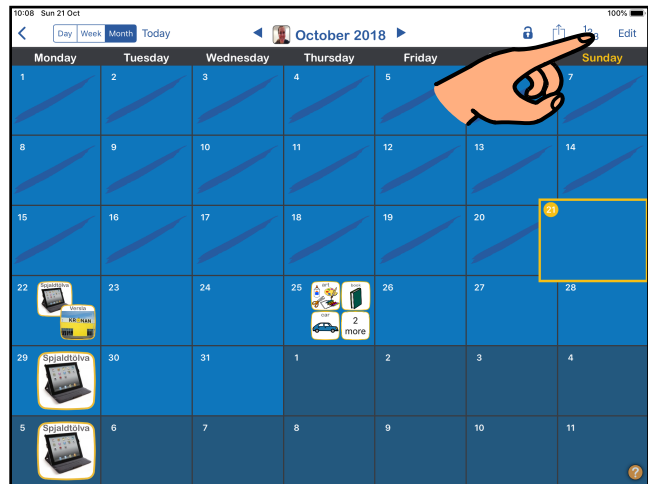 10:08 Sun 21 Oct 100%
Day Week Month Today October 2018 Edit
Monday Tuesday Wednesday Thursday Friday Sunday
1 2 3 4 5 7
8 9 10 11 12 13 14
15 16 17 18 19 20 21
22 Spjaldtölva 23 24 25 art book 26 27 28
Versla
KRÓNAN
car 2
more
29 Spjaldtölva 30 31 1 2 3 4
5 Spjaldtölva 6 7 8 9 10 11
?